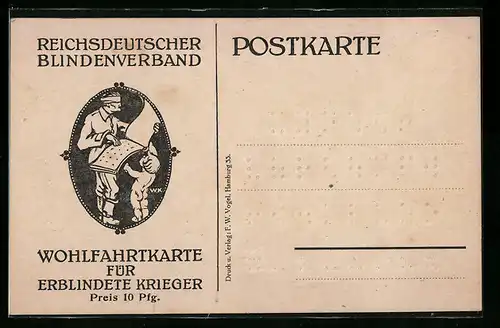 REICHSDEUTSCHER
BLINDENVERBAND
W.K.
WOHLFAHRTKARTE
FÜR
ERBLINDETE KRIEGER
Preis 10 Pfg.
Druck u. Verlag: F. W. Vogel, Hamburg 33.
POSTKARTE